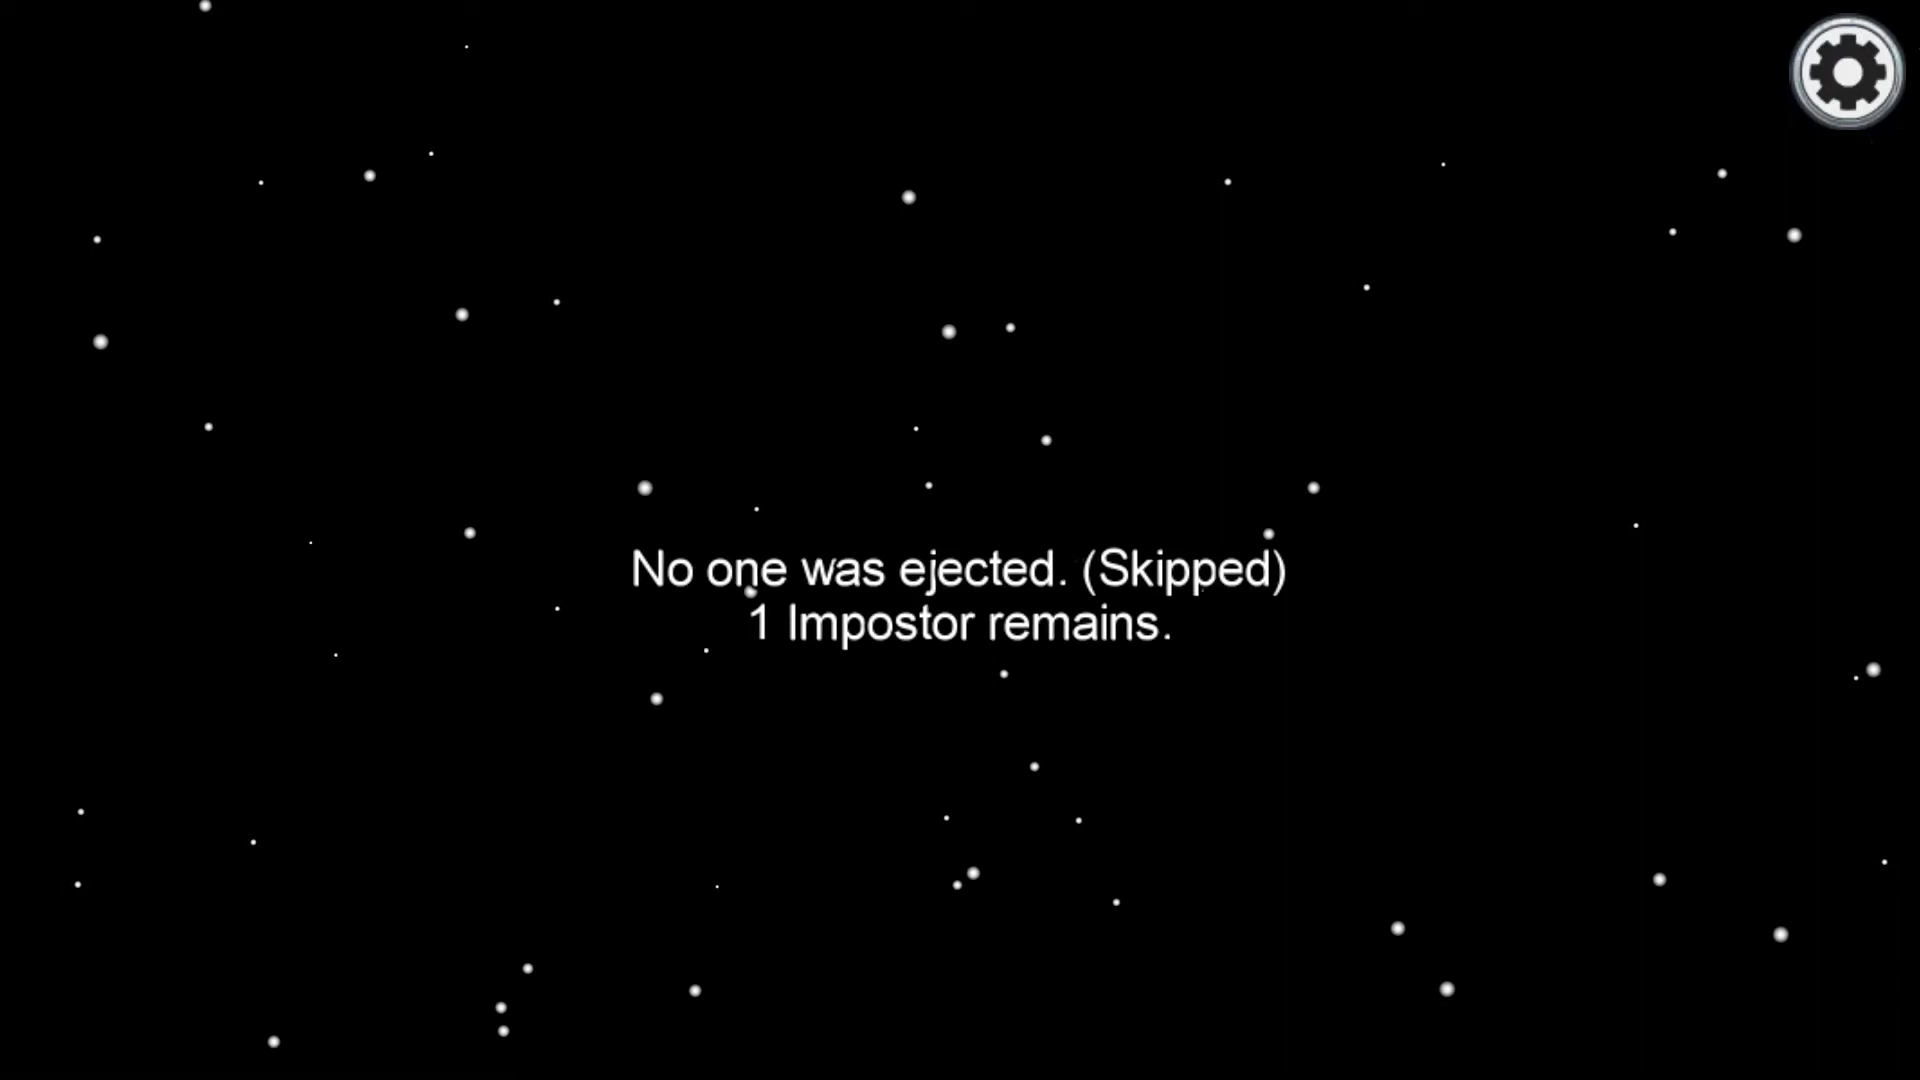 No one was ejected. (Skipped)
1 Impostor remains.